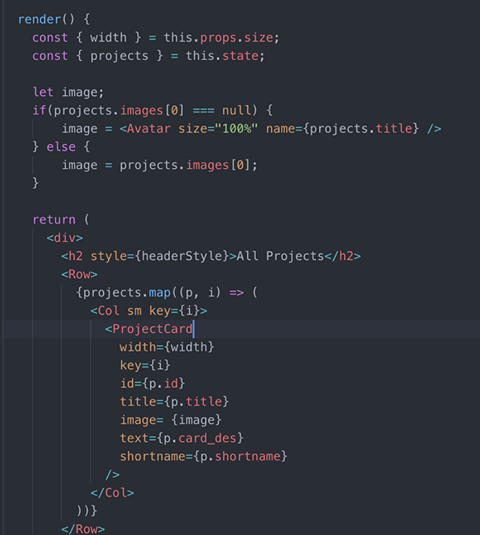 render() {
const { width } = this.props.size;
const { projects } = this.state;
let image;
if(projects.images[0] === null) {
image = <Avatar size="100%" name={projects.title} />
} else {
image = projects.images[0];
}
return (
<div>
<h2 style={headerStyle}>All Projects</h2>
<Row>
{projects.map((p, i) => (
<Col sm key={i}>
<ProjectCard
width={width}
key={i}
id={p.id}
title={p.title}
image= {image}
text={p.card_des}
shortname={p.shortname}
/>
</Col>
))}
</Row>